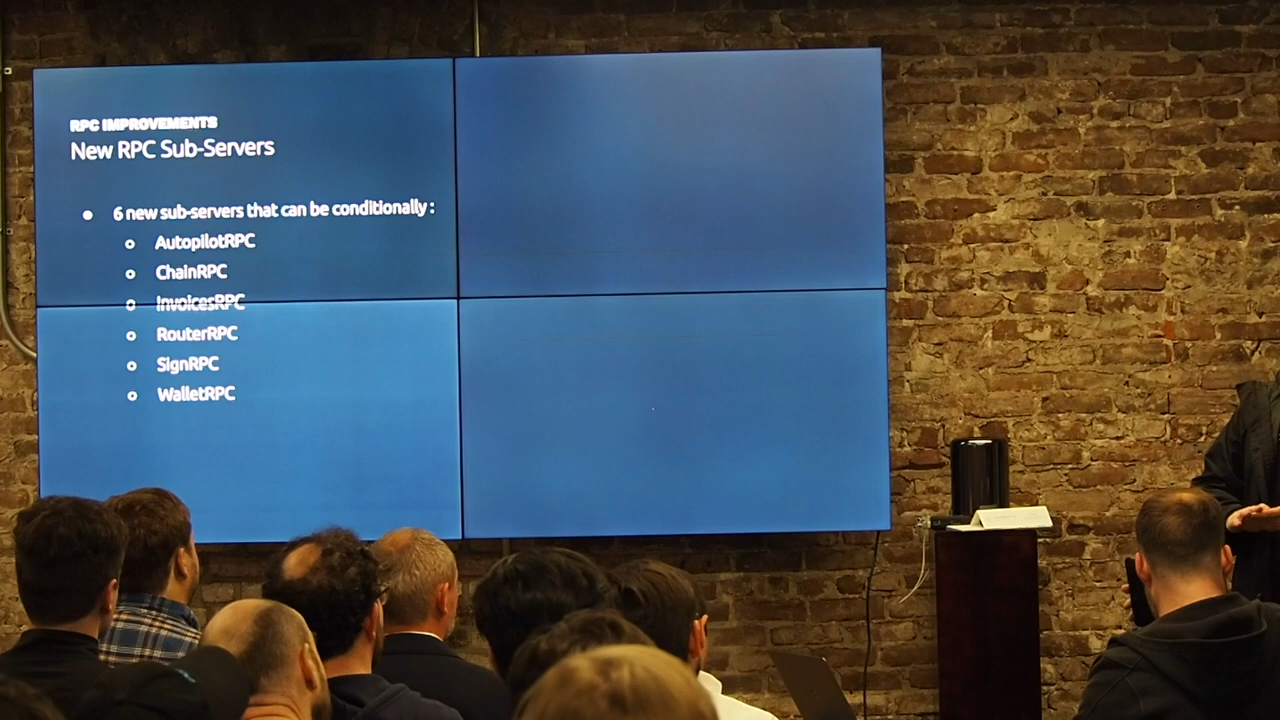 RPC IMPROVEMENTS
New RPC Sub-Servers
6 new sub-servers that can be conditionally :
AutopilotRPC
ChainRPC
InvoicesRPC
RouterRPC
SignRPC
WalletRPC